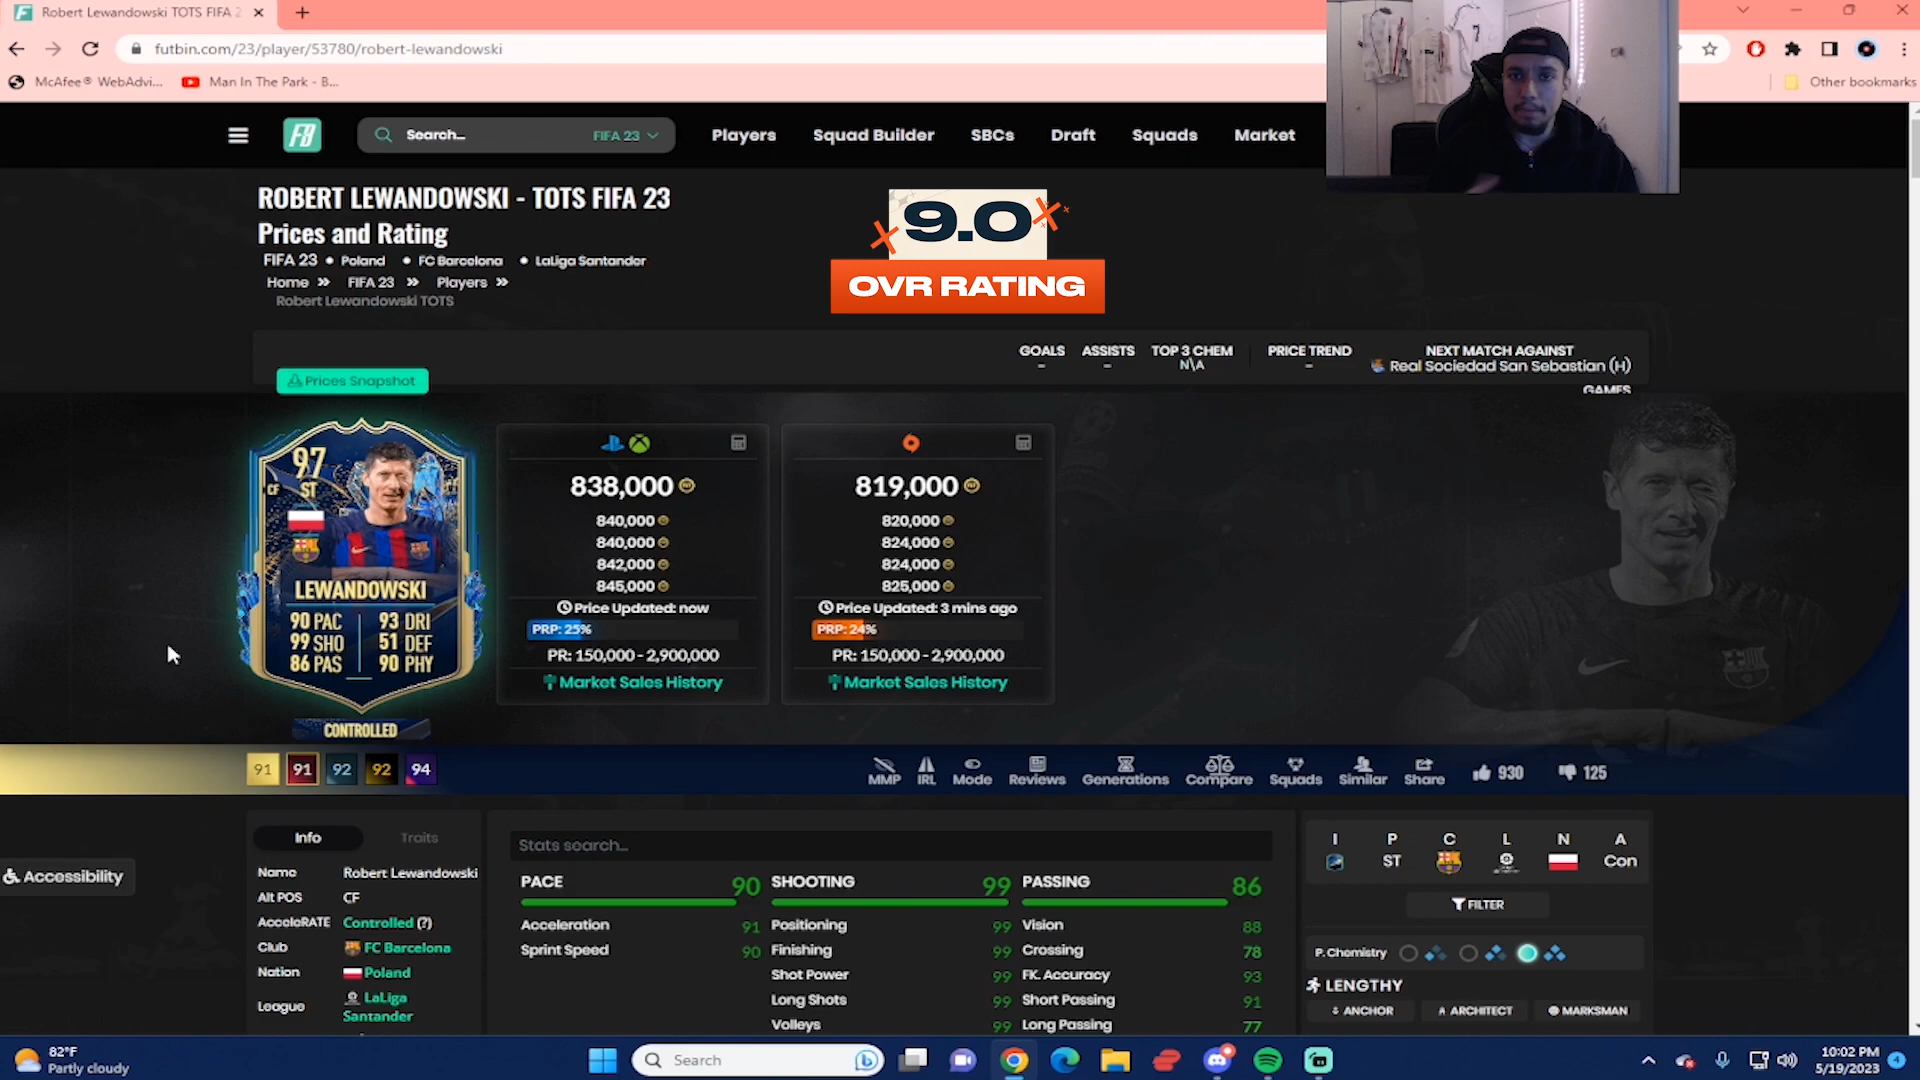 Robert Lewandowski TOTS FIFA 2
futbin.com/23/player/53780/robert-lewandowski
McAfee® WebAdvi...
Man In The Park - B...
Other bookmarks
Search...
FIFA 23
Players
Squad Builder
SBCs
Draft
Squads
Market
ROBERT LEWANDOWSKI - TOTS FIFA 23
Prices and Rating
FIFA 23 • Poland • FC Barcelona • LaLiga Santander
Home » FIFA 23 » Players »
Robert Lewandowski TOTS
9.0
OVR RATING
GOALS
-
ASSISTS
-
TOP 3 CHEM
N\A
PRICE TREND
-
NEXT MATCH AGAINST
Real Sociedad San Sebastian (H)
GAMES
Prices Snapshot
97
CF
ST
LEWANDOWSKI
90 PAC
93 DRI
99 SHO
51 DEF
86 PAS
90 PHY
CONTROLLED
838,000
840,000
840,000
842,000
845,000
Price Updated: now
PRP: 25%
PR: 150,000 - 2,900,000
Market Sales History
819,000
820,000
824,000
824,000
825,000
Price Updated: 3 mins ago
PRP: 24%
PR: 150,000 - 2,900,000
Market Sales History
91
91
92
92
94
MMP
IRL
Mode
Reviews
Generations
Compare
Squads
Similar
Share
930
125
Info
Traits
Name Robert Lewandowski
Alt POS CF
AcceleRATE Controlled (?)
Club FC Barcelona
Nation Poland
League LaLiga
Santander
Accessibility
Stats search...
PACE 90
Acceleration 91
Sprint Speed 90
SHOOTING 99
Positioning 99
Finishing 99
Shot Power 99
Long Shots 99
Volleys 99
PASSING 86
Vision 88
Crossing 78
FK. Accuracy 93
Short Passing 91
Long Passing 77
I P C L N A
ST Con
FILTER
P. Chemistry
LENGTHY
ANCHOR
ARCHITECT
MARKSMAN
82°F
Partly cloudy
Search
10:02 PM
5/19/2023
4